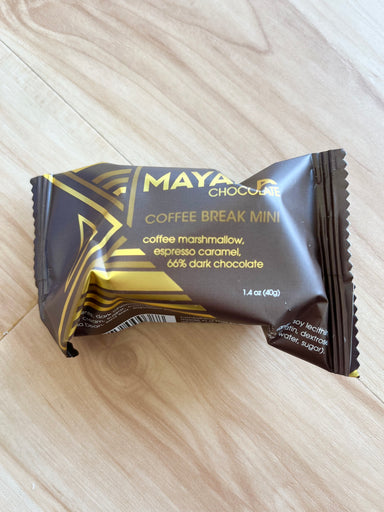 CHOCOLATE
COFFEE BREAK MINI
coffee marshmallow,
espresso caramel,
66% dark chocolate
1.4 oz (40g)
soy lecithin
dextrose
water, sugar)